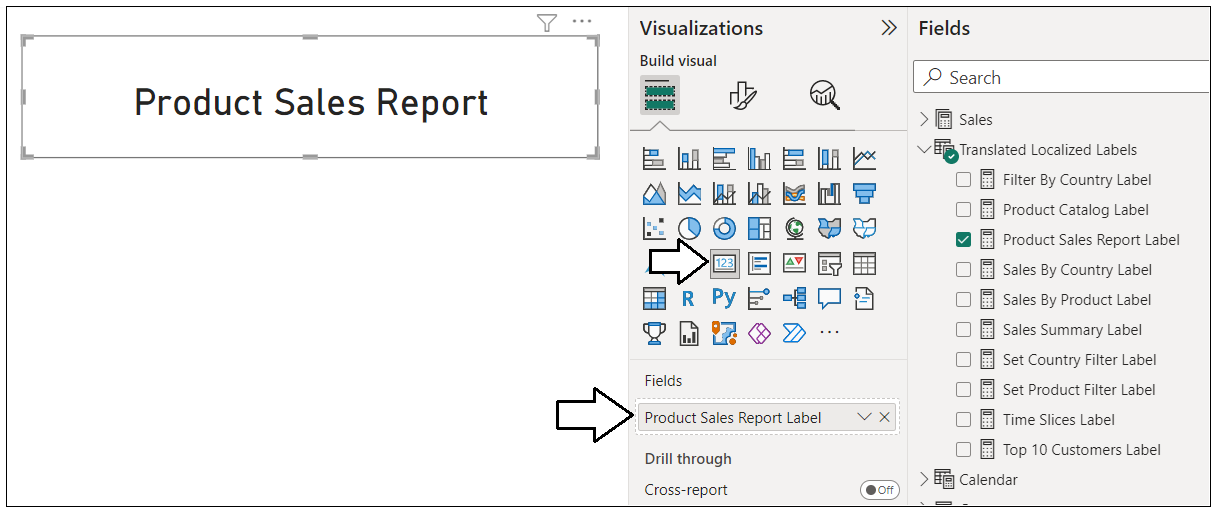 Product Sales Report
Visualizations
Build visual
123
R
Py
Fields
Product Sales Report Label
Drill through
Cross-report
Off
Fields
Search
Sales
Translated Localized Labels
Filter By Country Label
Product Catalog Label
Product Sales Report Label
Sales By Country Label
Sales By Product Label
Sales Summary Label
Set Country Filter Label
Set Product Filter Label
Time Slices Label
Top 10 Customers Label
Calendar